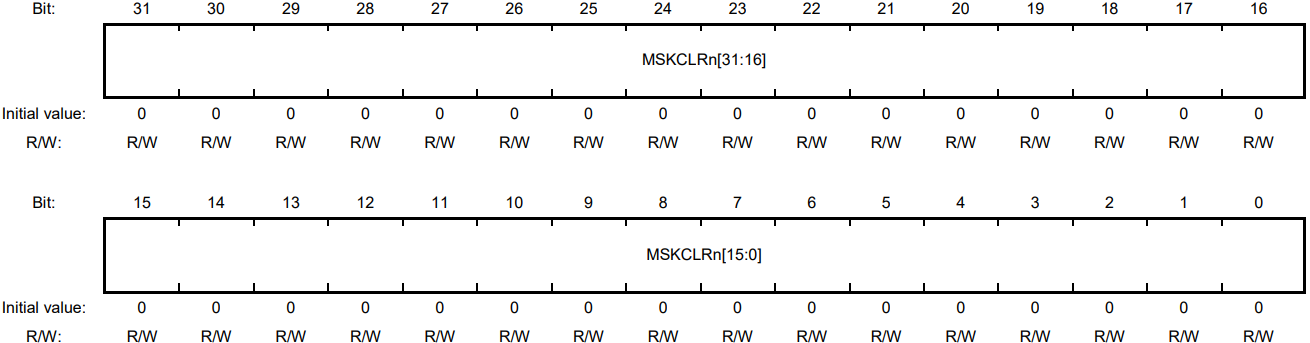 Bit: 31 30 29 28 27 26 25 24 23 22 21 20 19 18 17 16
MSKCLRn[31:16]
Initial value: 0 0 0 0 0 0 0 0 0 0 0 0 0 0 0 0
R/W: R/W R/W R/W R/W R/W R/W R/W R/W R/W R/W R/W R/W R/W R/W R/W R/W
Bit: 15 14 13 12 11 10 9 8 7 6 5 4 3 2 1 0
MSKCLRn[15:0]
Initial value: 0 0 0 0 0 0 0 0 0 0 0 0 0 0 0 0
R/W: R/W R/W R/W R/W R/W R/W R/W R/W R/W R/W R/W R/W R/W R/W R/W R/W